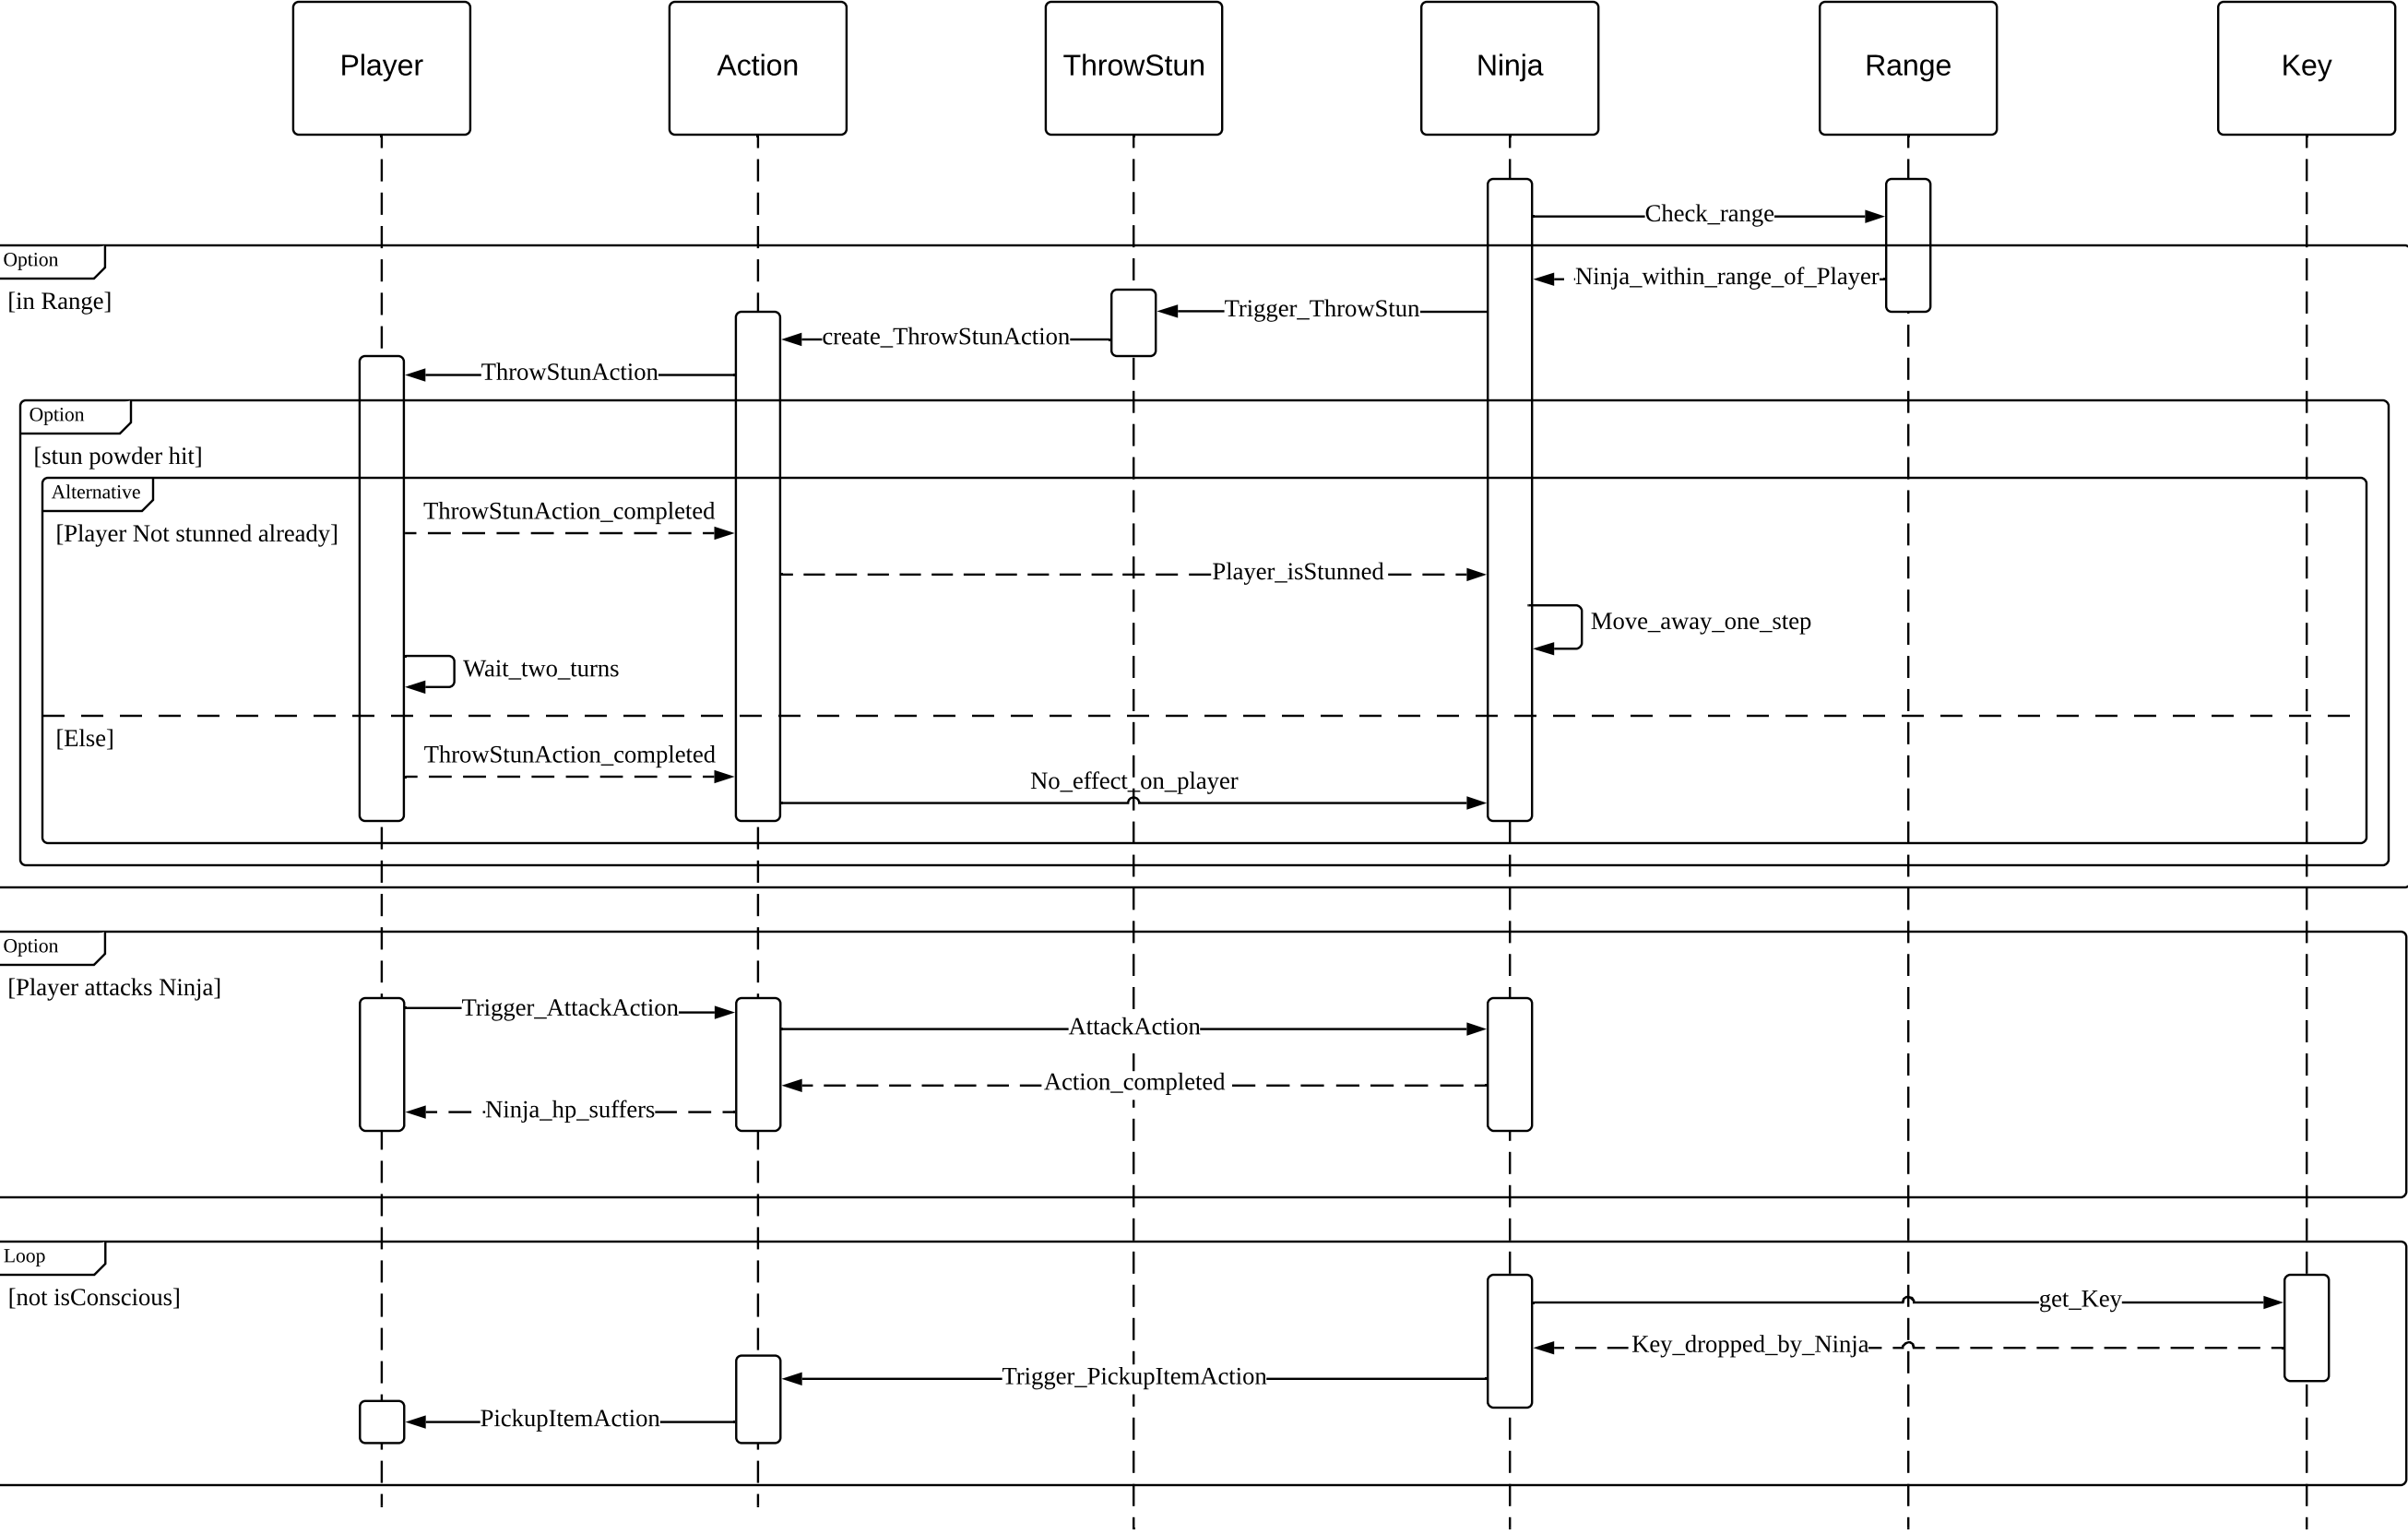 Player
Action
ThrowStun
Ninja
Range
Key
Check_range
Option
[in Range]
Ninja_within_range_of_Player
Trigger_ThrowStun
create_ThrowStunAction
ThrowStunAction
Option
[stun powder hit]
Alternative
[Player Not stunned already]
ThrowStunAction_completed
Player_isStunned
Move_away_one_step
Wait_two_turns
[Else]
ThrowStunAction_completed
No_effect_on_player
Option
[Player attacks Ninja]
Trigger_AttackAction
AttackAction
Action_completed
Ninja_hp_suffers
Loop
[not isConscious]
get_Key
Key_dropped_by_Ninja
Trigger_PickupItemAction
PickupItemAction